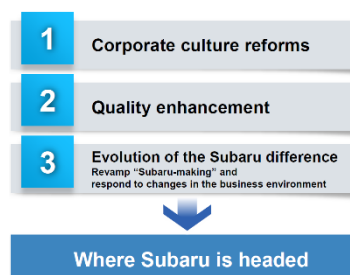 1
Corporate culture reforms
2
Quality enhancement
3
Evolution of the Subaru difference
Revamp “Subaru-making” and
respond to changes in the business environment
Where Subaru is headed